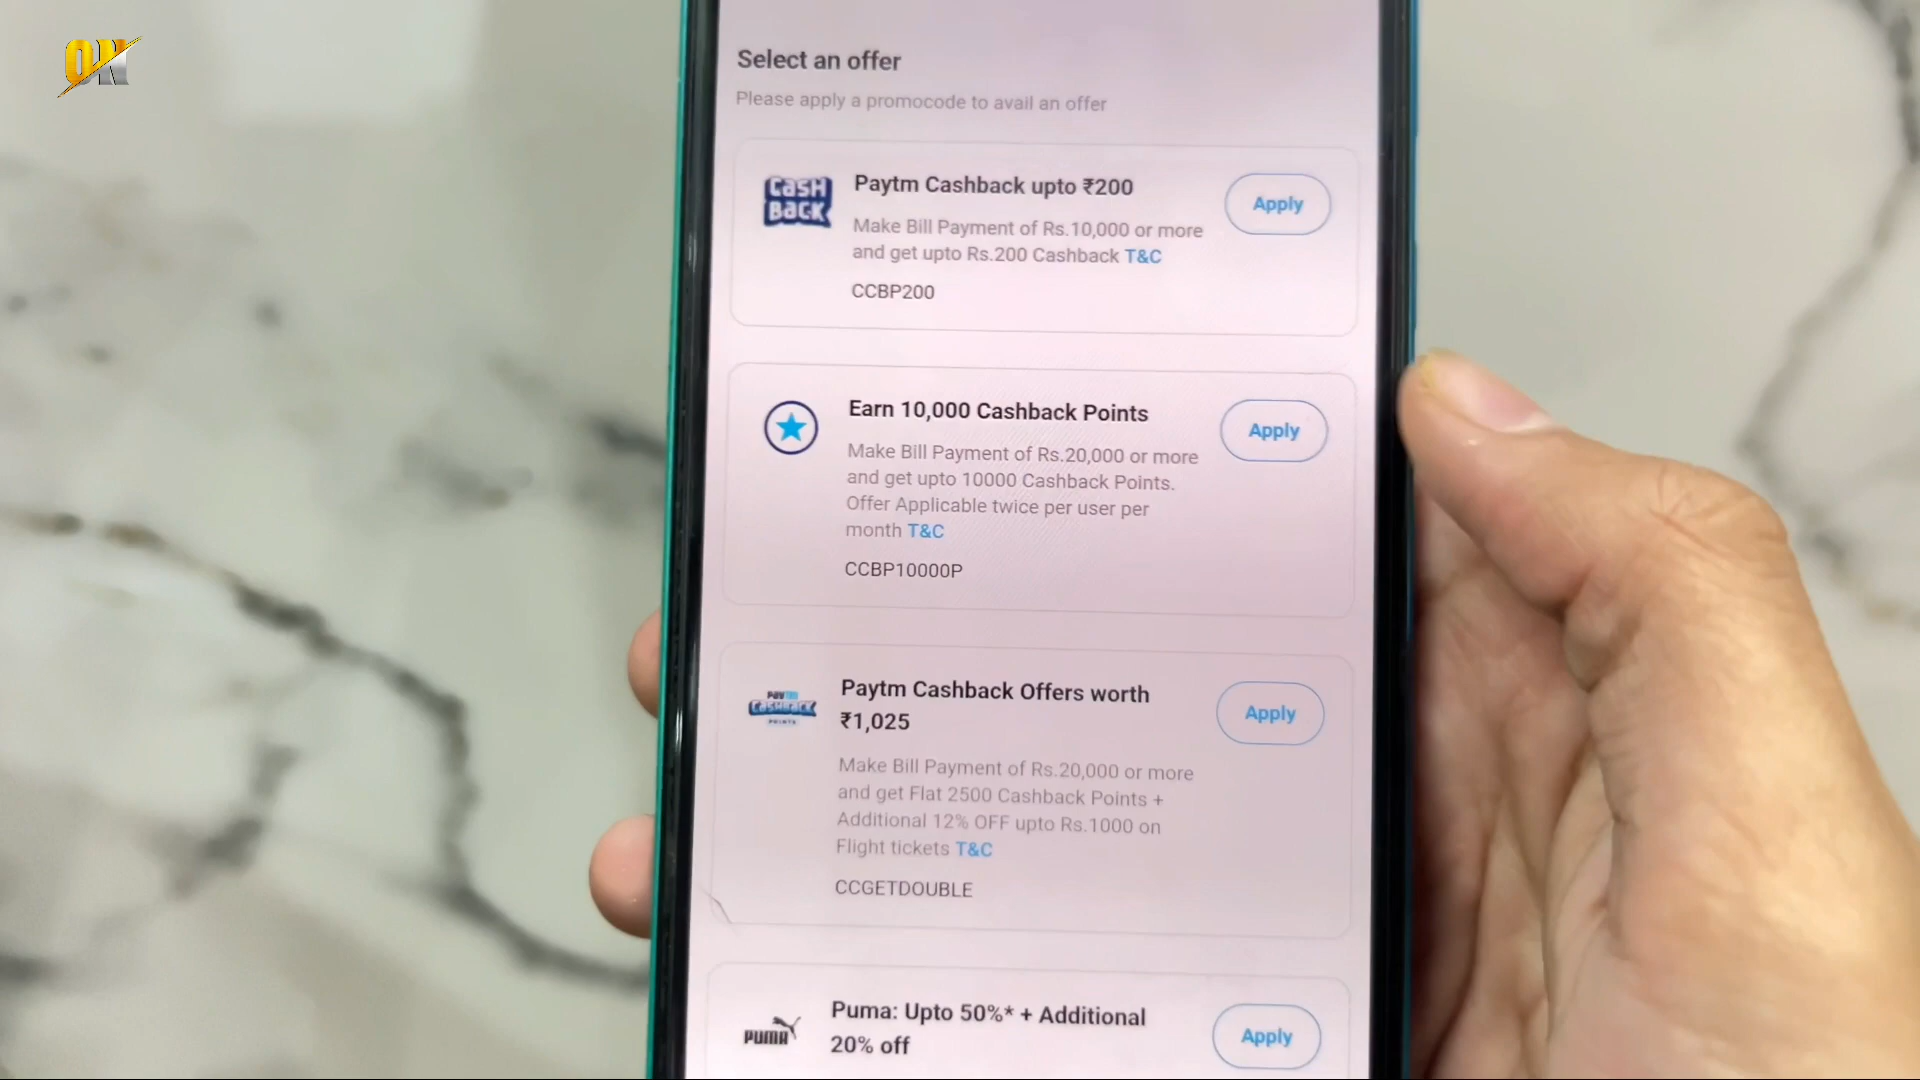 ON
Select an offer
Please apply a promocode to avail an offer
CASH
BACK
Paytm Cashback upto ₹200
Apply
Make Bill Payment of Rs.10,000 or more
and get upto Rs.200 Cashback T&C
CCBP200
Earn 10,000 Cashback Points
Apply
Make Bill Payment of Rs.20,000 or more
and get upto 10000 Cashback Points.
Offer Applicable twice per user per
month T&C
CCBP10000P
PAYTM
CASHBACK
POINTS
Paytm Cashback Offers worth
₹1,025
Apply
Make Bill Payment of Rs.20,000 or more
and get Flat 2500 Cashback Points +
Additional 12% OFF upto Rs.1000 on
Flight tickets T&C
CCGETDOUBLE
PUMA
Puma: Upto 50%* + Additional
20% off
Apply